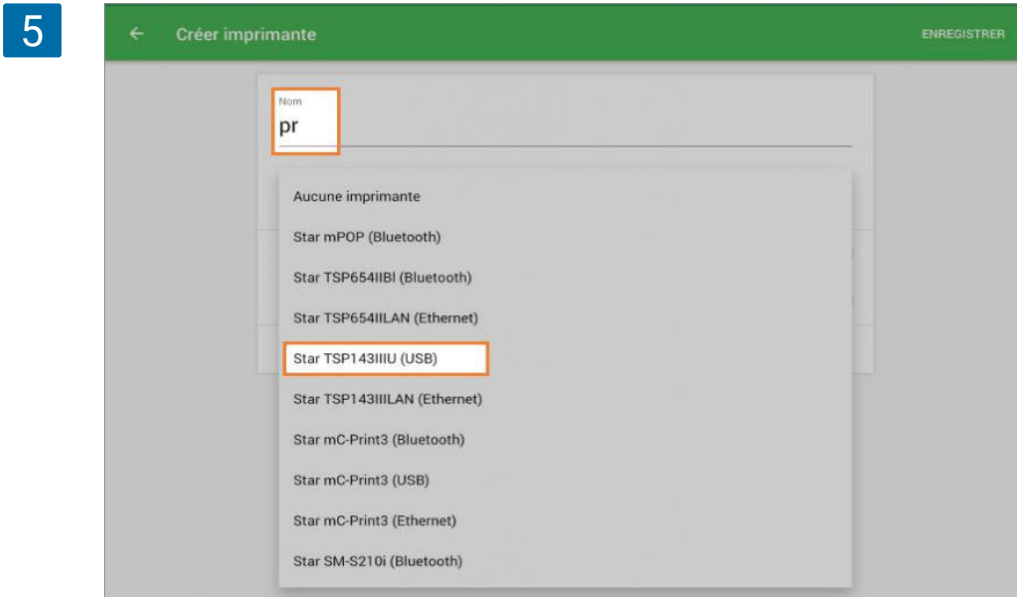 5
Créer imprimante
ENREGISTRER
Nom
pr
Aucune imprimante
Star mPOP (Bluetooth)
Star TSP654IIBI (Bluetooth)
Star TSP654IILAN (Ethernet)
Star TSP143IIIU (USB)
Star TSP143IIILAN (Ethernet)
Star mC-Print3 (Bluetooth)
Star mC-Print3 (USB)
Star mC-Print3 (Ethernet)
Star SM-S210i (Bluetooth)